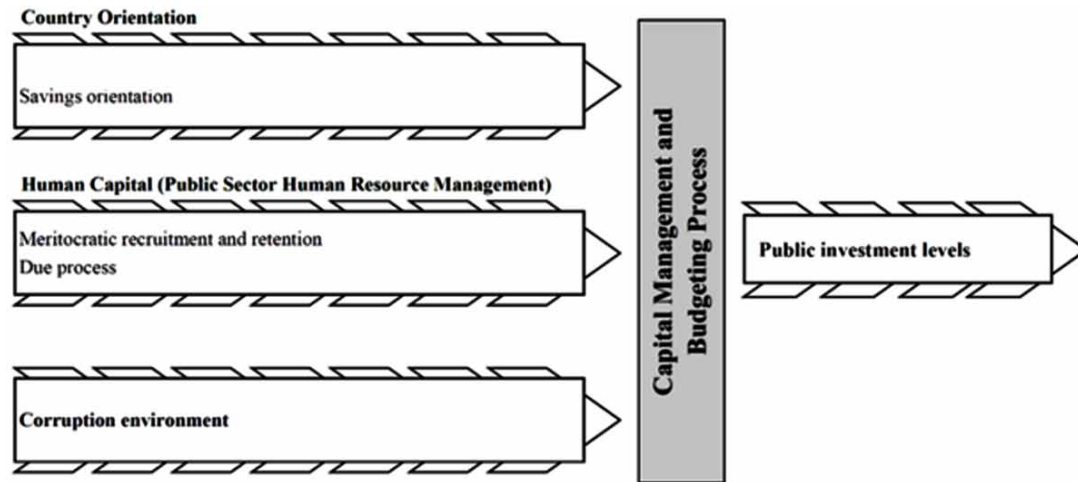 Country Orientation
Savings orientation
Human Capital (Public Sector Human Resource Management)
Meritocratic recruitment and retention
Due process
Corruption environment
Capital Management and
Budgeting Process
Public investment levels